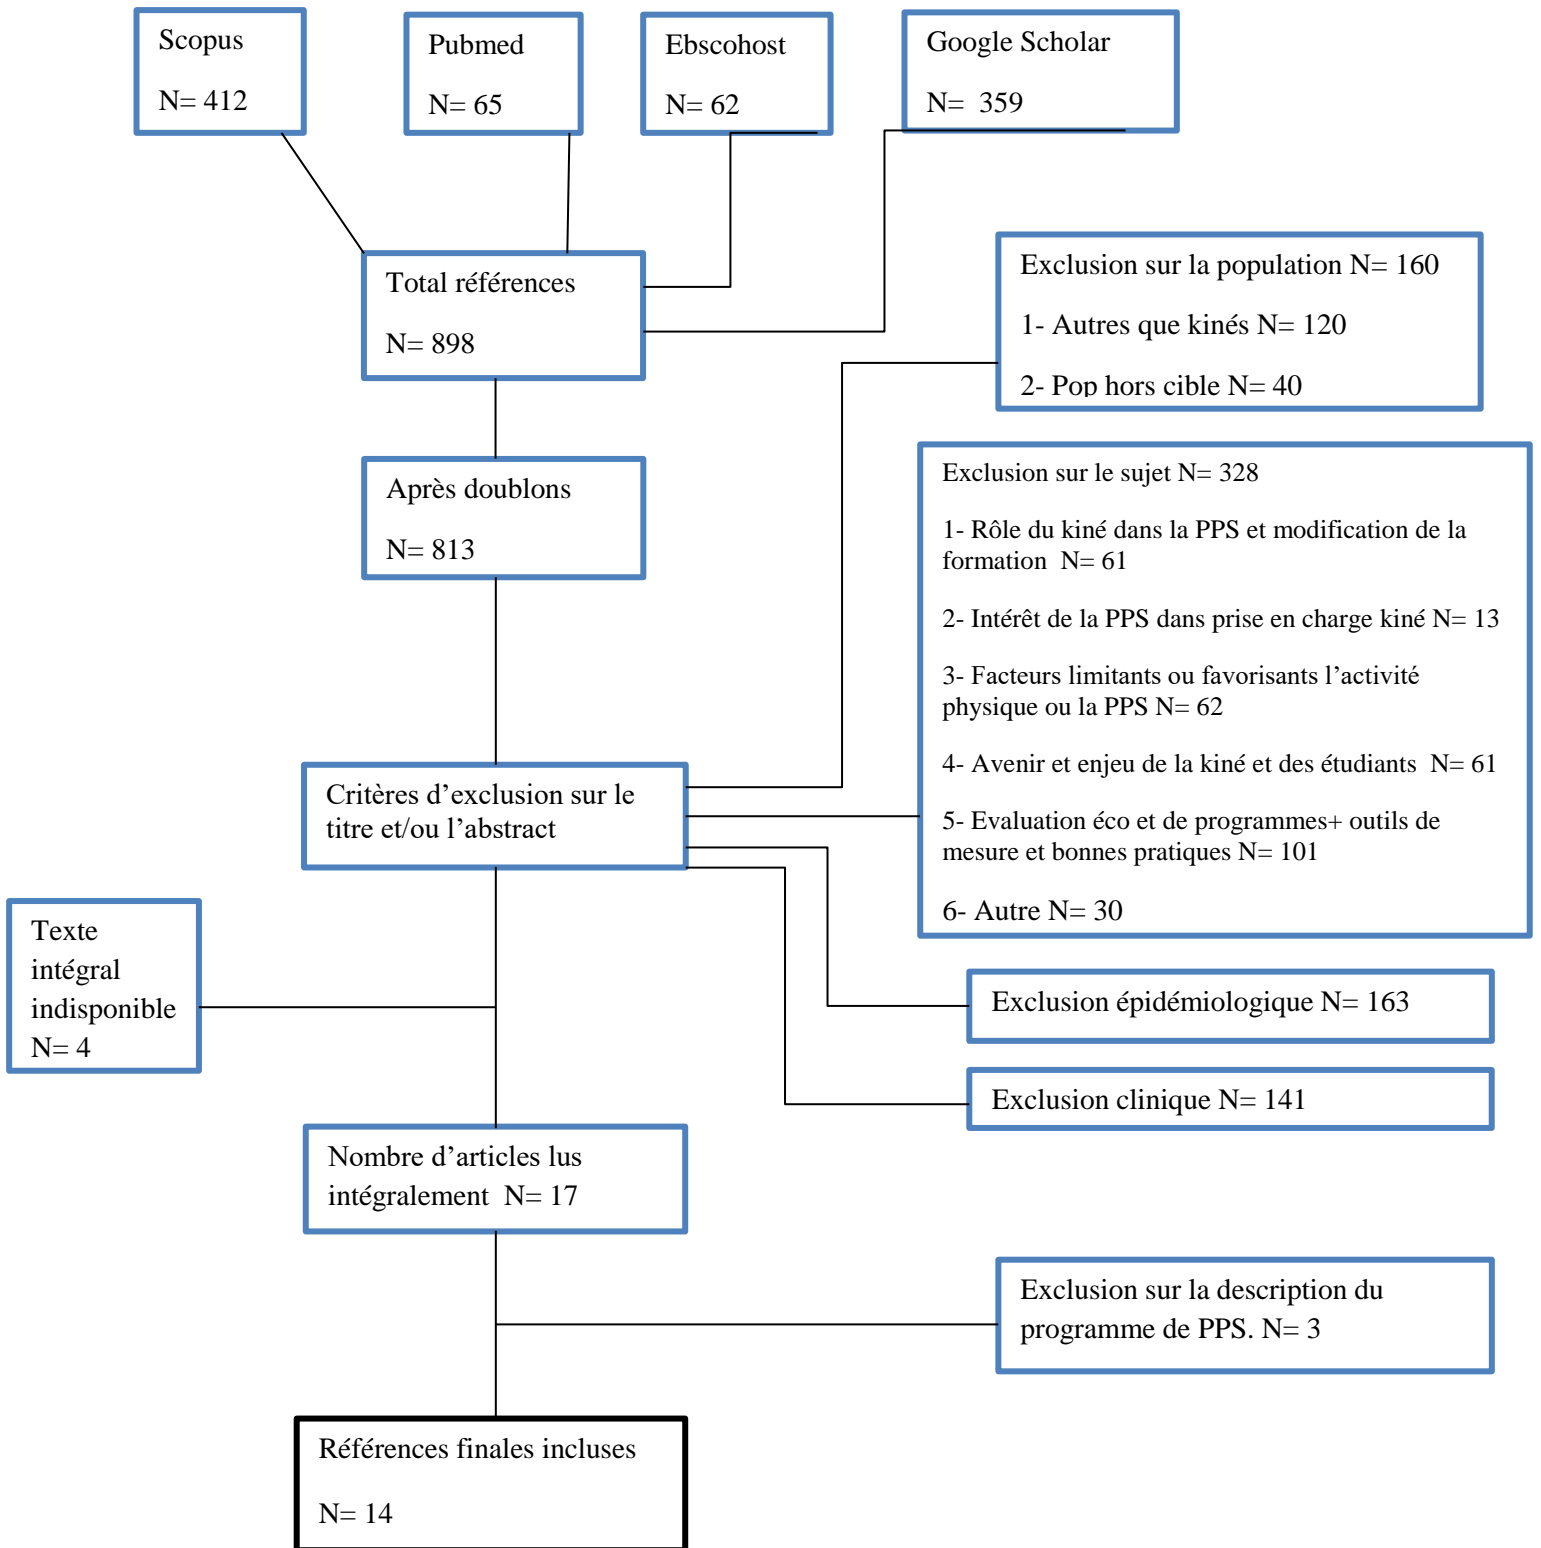 Scopus
N= 412
Pubmed
N= 65
Ebscohost
N= 62
Google Scholar
N=  359
Total références
N= 898
Exclusion sur la population N= 160
1- Autres que kinés N= 120
2- Pop hors cible N= 40
Après doublons
N= 813
Exclusion sur le sujet N= 328
1- Rôle du kiné dans la PPS et modification de la
formation  N= 61
2- Intérêt de la PPS dans prise en charge kiné N= 13
3- Facteurs limitants ou favorisants l’activité
physique ou la PPS N= 62
4- Avenir et enjeu de la kiné et des étudiants  N= 61
5- Evaluation éco et de programmes+ outils de
mesure et bonnes pratiques N= 101
6- Autre N= 30
Critères d’exclusion sur le
titre et/ou l’abstract
Texte
intégral
indisponible
N= 4
Exclusion épidémiologique N= 163
Exclusion clinique N= 141
Nombre d’articles lus
intégralement  N= 17
Exclusion sur la description du
programme de PPS. N= 3
Références finales incluses
N= 14